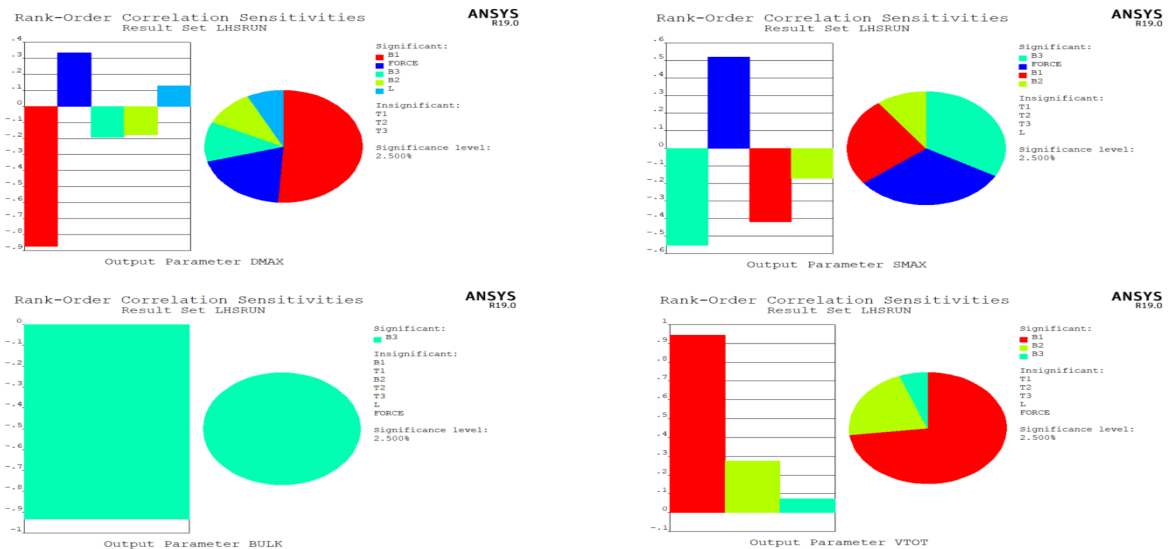 Rank-Order Correlation Sensitivities
Result Set LHSRUN
ANSYS
R19.0
.4
.3
.2
.1
0
-.1
-.2
-.3
-.4
-.5
-.6
-.7
-.8
-.9
Significant:
B1
FORCE
B3
B2
L
Insignificant:
T1
T2
T3
Significance level:
2.500%
Output Parameter DMAX
Rank-Order Correlation Sensitivities
Result Set LHSRUN
ANSYS
R19.0
.6
.5
.4
.3
.2
.1
0
-.1
-.2
-.3
-.4
-.5
-.6
Significant:
B3
FORCE
B1
B2
Insignificant:
T1
T2
T3
L
Significance level:
2.500%
Output Parameter SMAX
Rank-Order Correlation Sensitivities
Result Set LHSRUN
ANSYS
R19.0
0
-.1
-.2
-.3
-.4
-.5
-.6
-.7
-.8
-.9
-1
Significant:
B3
Insignificant:
B1
T1
B2
T2
T3
L
FORCE
Significance level:
2.500%
Output Parameter BULK
Rank-Order Correlation Sensitivities
Result Set LHSRUN
ANSYS
R19.0
1
.9
.8
.7
.6
.5
.4
.3
.2
.1
0
-.1
Significant:
B1
B2
B3
Insignificant:
T1
T2
T3
L
FORCE
Significance level:
2.500%
Output Parameter VTOT